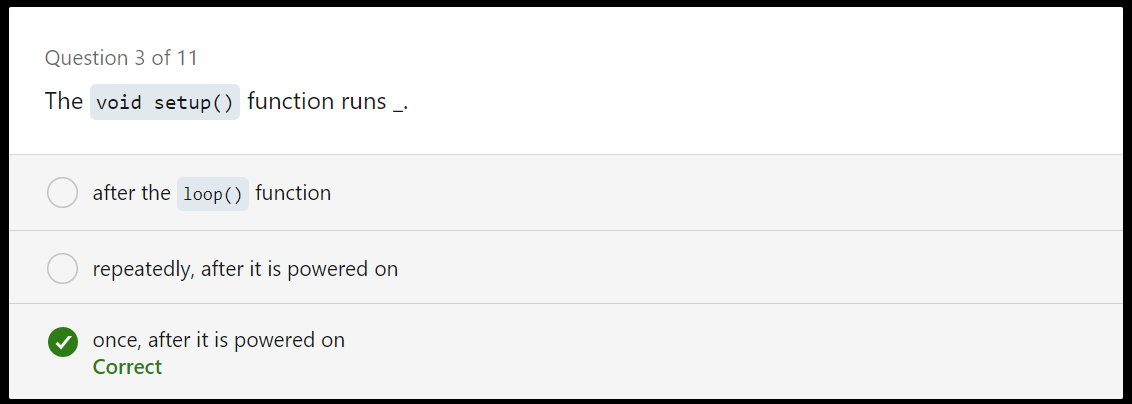 Question 3 of 11
The void setup() function runs _.
after the loop() function
repeatedly, after it is powered on
once, after it is powered on
Correct